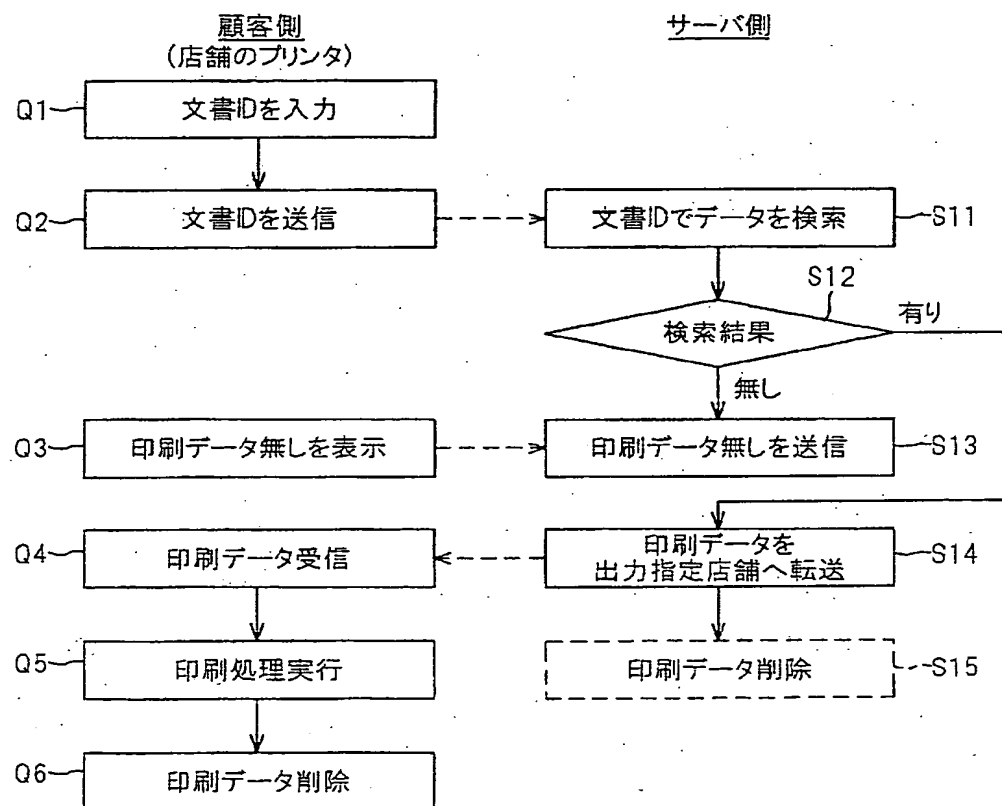 顧客側
(店舗のプリンタ)
サーバ側
Q1
文書IDを入力
Q2
文書IDを送信
文書IDでデータを検索
S11
S12
検索結果
有り
無し
Q3
印刷データ無しを表示
印刷データ無しを送信
S13
Q4
印刷データ受信
印刷データを
出力指定店舗へ転送
S14
Q5
印刷処理実行
印刷データ削除
S15
Q6
印刷データ削除